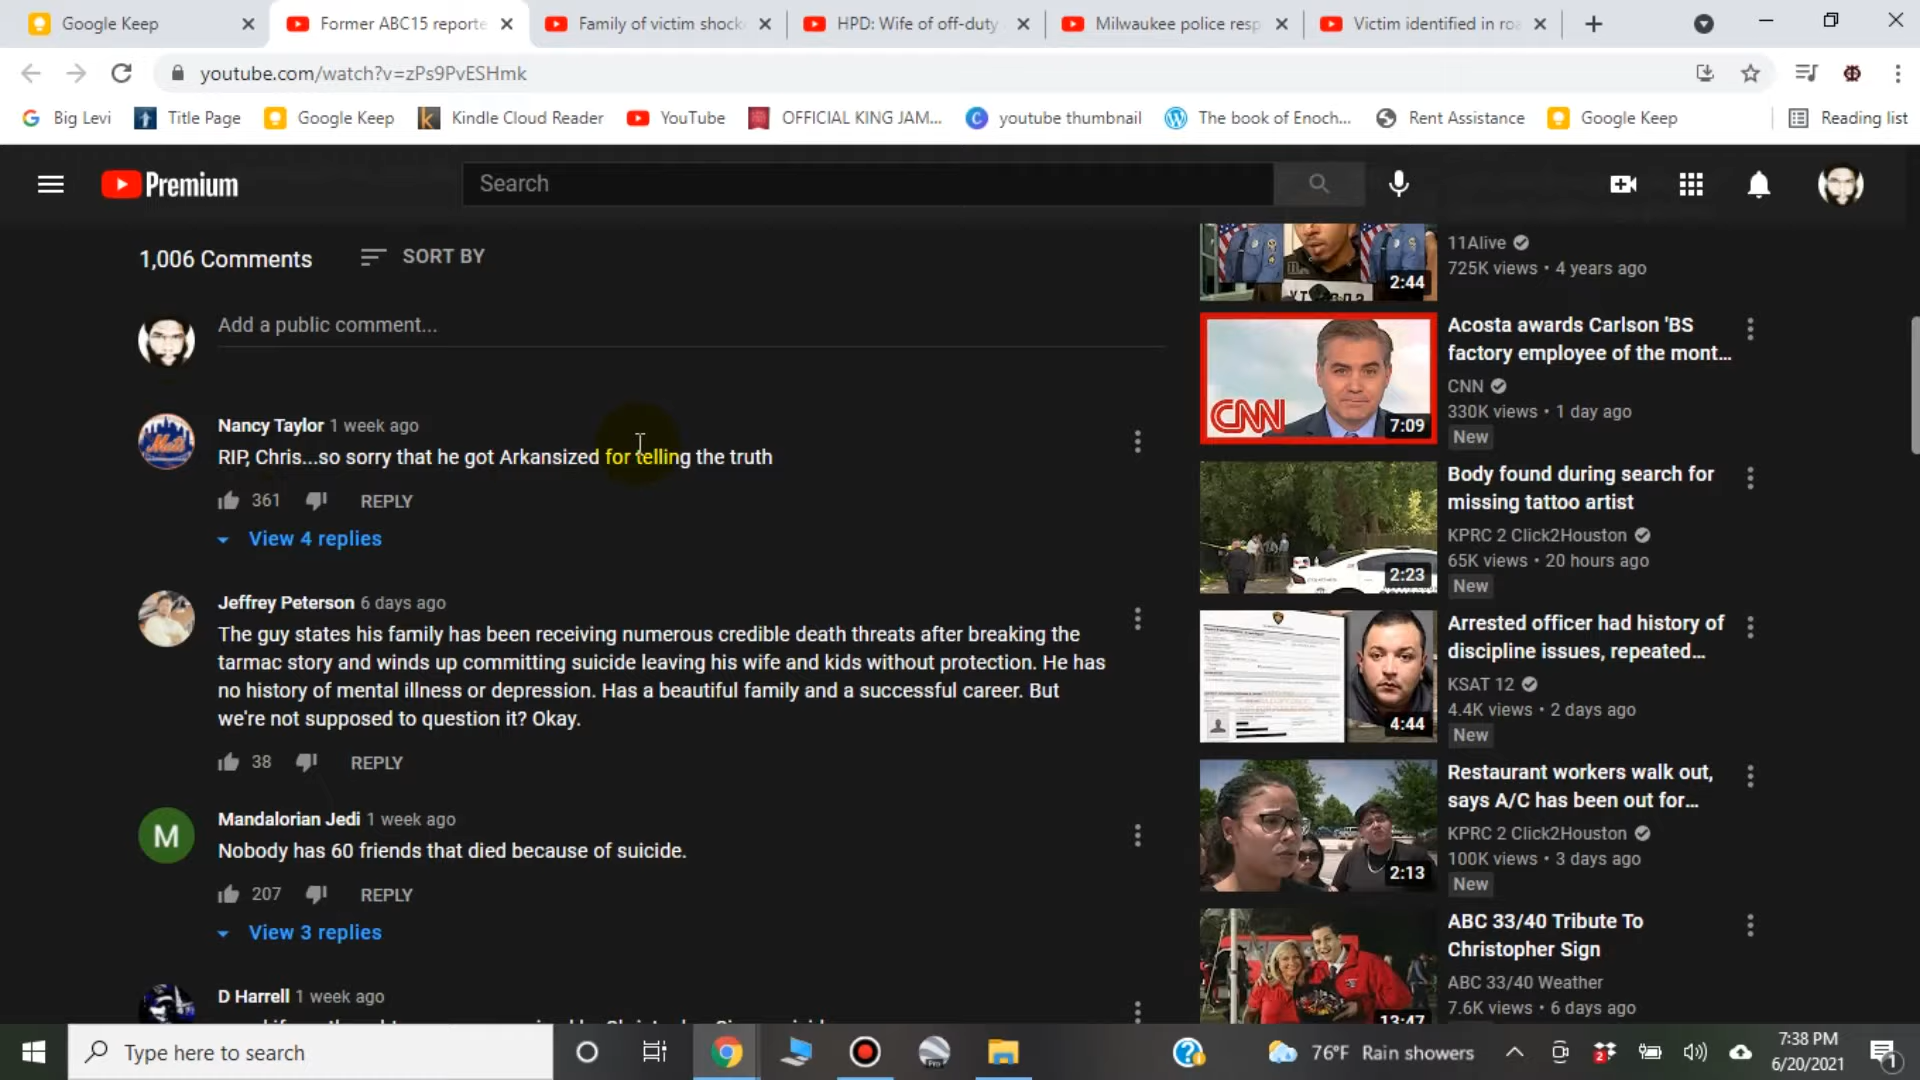 Google Keep
Former ABC15 reporte
Family of victim shock
HPD: Wife of off-duty
Milwaukee police resp
Victim identified in roa
youtube.com/watch?v=zPs9PvESHmk
Big Levi
Title Page
Google Keep
Kindle Cloud Reader
YouTube
OFFICIAL KING JAM...
youtube thumbnail
The book of Enoch...
Rent Assistance
Google Keep
Reading list
Premium
Search
1,006 Comments
SORT BY
Add a public comment...
Nancy Taylor 1 week ago
RIP, Chris...so sorry that he got Arkansized for telling the truth
361
REPLY
View 4 replies
Jeffrey Peterson 6 days ago
The guy states his family has been receiving numerous credible death threats after breaking the
tarmac story and winds up committing suicide leaving his wife and kids without protection. He has
no history of mental illness or depression. Has a beautiful family and a successful career. But
we're not supposed to question it? Okay.
38
REPLY
M
Mandalorian Jedi 1 week ago
Nobody has 60 friends that died because of suicide.
207
REPLY
View 3 replies
D Harrell 1 week ago
2:44
11Alive
725K views • 4 years ago
CNN
7:09
Acosta awards Carlson 'BS
factory employee of the mont...
CNN
330K views • 1 day ago
New
2:23
Body found during search for
missing tattoo artist
KPRC 2 Click2Houston
65K views • 20 hours ago
New
4:44
Arrested officer had history of
discipline issues, repeated...
KSAT 12
4.4K views • 2 days ago
New
2:13
Restaurant workers walk out,
says A/C has been out for...
KPRC 2 Click2Houston
100K views • 3 days ago
New
13:47
ABC 33/40 Tribute To
Christopher Sign
ABC 33/40 Weather
7.6K views • 6 days ago
Type here to search
76°F Rain showers
2
7:38 PM
6/20/2021
1